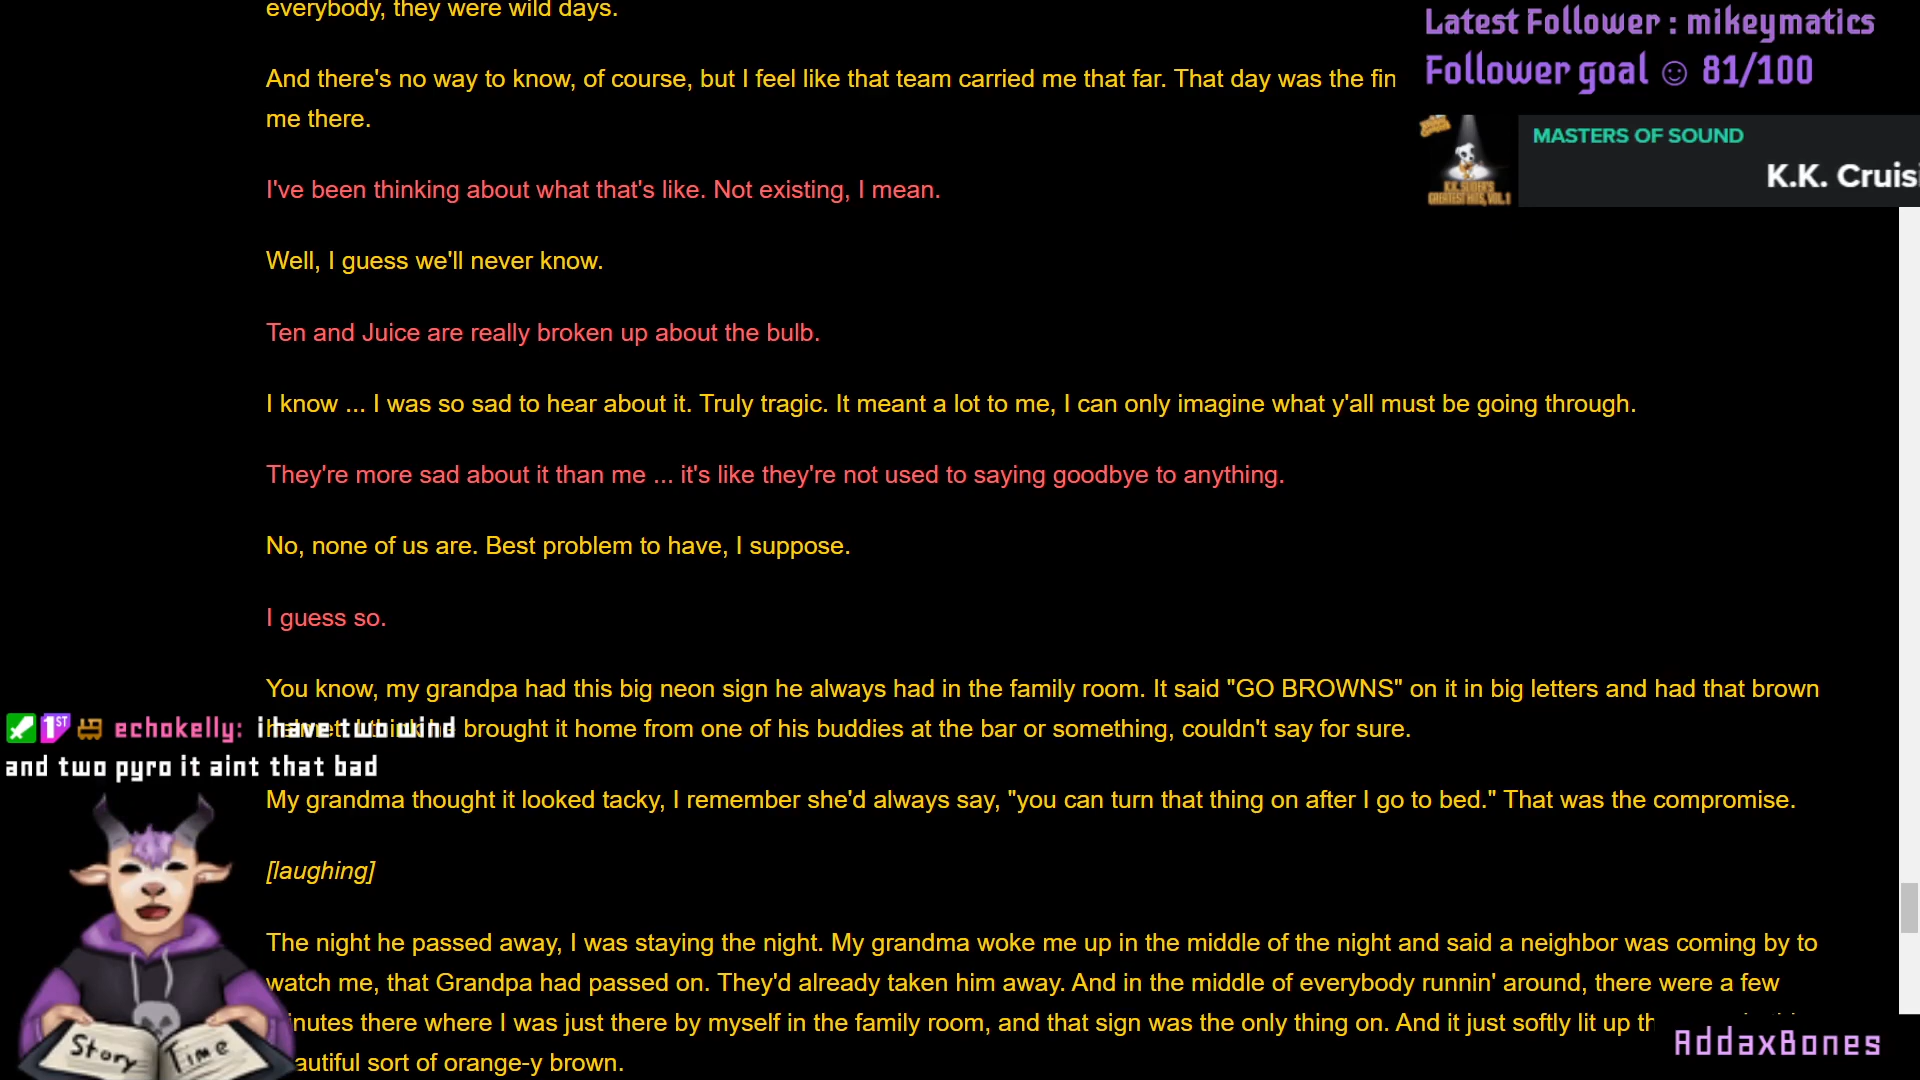 everybody, they were wild days.
Latest Follower : mikeymatics
Follower goal ☺ 81/100
And there's no way to know, of course, but I feel like that team carried me that far. That day was the fin
me there.
MASTERS OF SOUND
K.K. Cruisi
K.K. SLIDER'S
GREATEST HITS, VOL. 1
I've been thinking about what that's like. Not existing, I mean.
Well, I guess we'll never know.
Ten and Juice are really broken up about the bulb.
I know ... I was so sad to hear about it. Truly tragic. It meant a lot to me, I can only imagine what y'all must be going through.
They're more sad about it than me ... it's like they're not used to saying goodbye to anything.
No, none of us are. Best problem to have, I suppose.
I guess so.
You know, my grandpa had this big neon sign he always had in the family room. It said "GO BROWNS" on it in big letters and had that brown
brought it home from one of his buddies at the bar or something, couldn't say for sure.
1ST echokelly: i have two wind
and two pyro it aint that bad
My grandma thought it looked tacky, I remember she'd always say, "you can turn that thing on after I go to bed." That was the compromise.
[laughing]
The night he passed away, I was staying the night. My grandma woke me up in the middle of the night and said a neighbor was coming by to
watch me, that Grandpa had passed on. They'd already taken him away. And in the middle of everybody runnin' around, there were a few
inutes there where I was just there by myself in the family room, and that sign was the only thing on. And it just softly lit up th
autiful sort of orange-y brown.
Story Time
AddaxBones